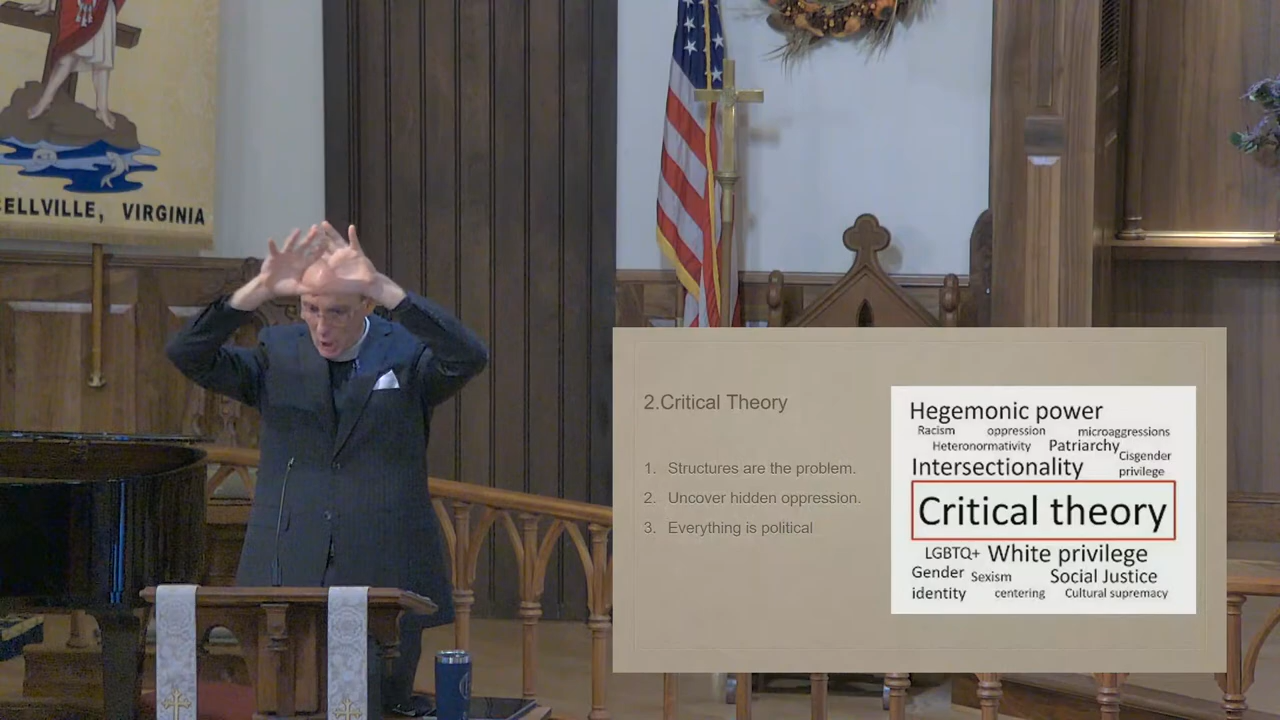 SELLVILLE, VIRGINIA
2.Critical Theory
1. Structures are the problem.
2. Uncover hidden oppression.
3. Everything is political
Hegemonic power
Racism oppression microaggressions
Heteronormativity Patriarchy
Cisgender
Intersectionality privilege
Critical theory
LGBTQ+ White privilege
Gender Sexism Social Justice
identity centering Cultural supremacy